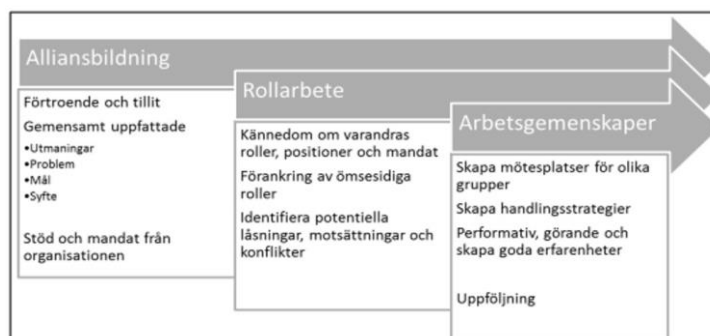 Alliansbildning
Förtroende och tillit
Gemensamt uppfattade
•Utmaningar
•Problem
•Mål
•Syfte
Stöd och mandat från
organisationen
Rollarbete
Kännedom om varandras
roller, positioner och mandat
Förankring av ömsesidiga
roller
Identifiera potentiella
låsningar, motsättningar och
konflikter
Arbetsgemenskaper
Skapa mötesplatser för olika
grupper
Skapa handlingsstrategier
Performativ, görande och
skapa goda erfarenheter
Uppföljning